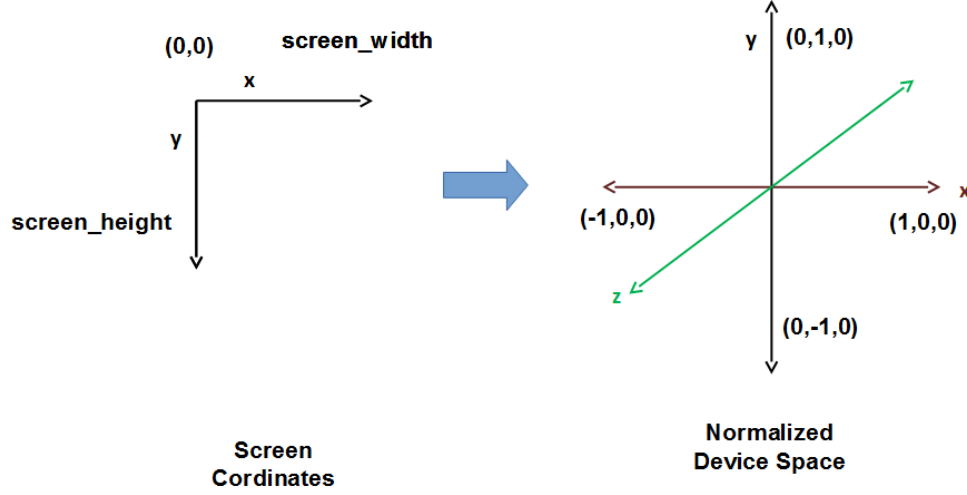 (0,0)
screen_width
x
y
screen_height
Screen
Cordinates
y
(0,1,0)
x
(-1,0,0)
(1,0,0)
z
(0,-1,0)
Normalized
Device Space